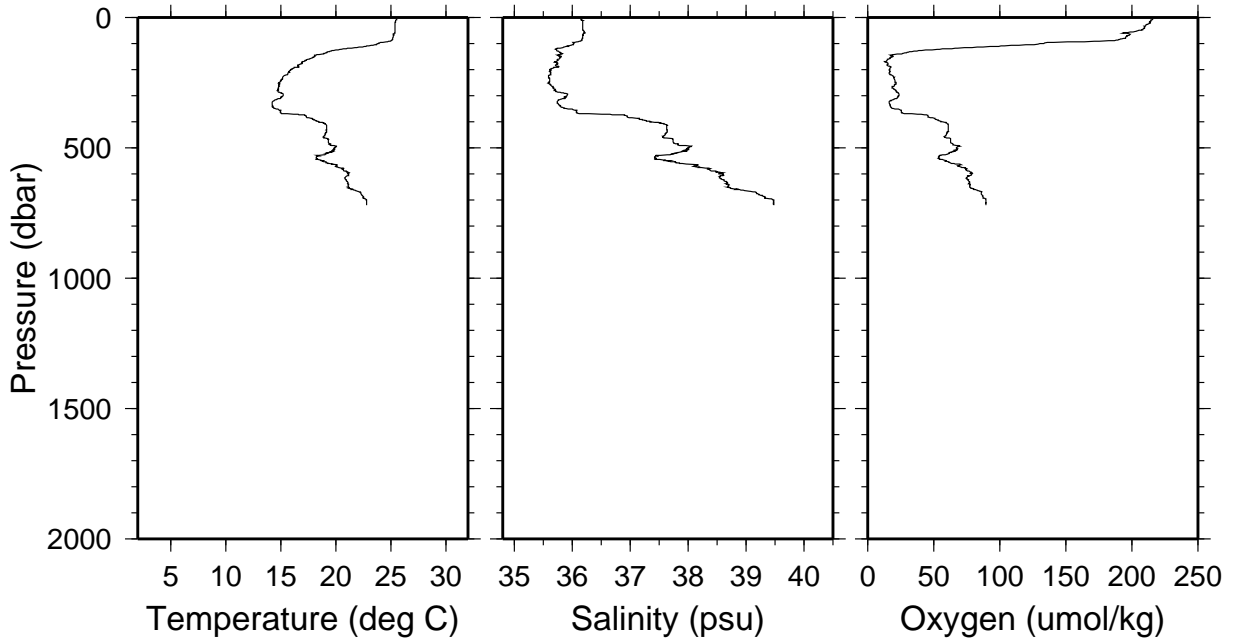 0
500
1000
1500
2000
Pressure (dbar)
5 10 15 20 25 30
Temperature (deg C)
35 36 37 38 39 40
Salinity (psu)
0 50 100 150 200 250
Oxygen (umol/kg)